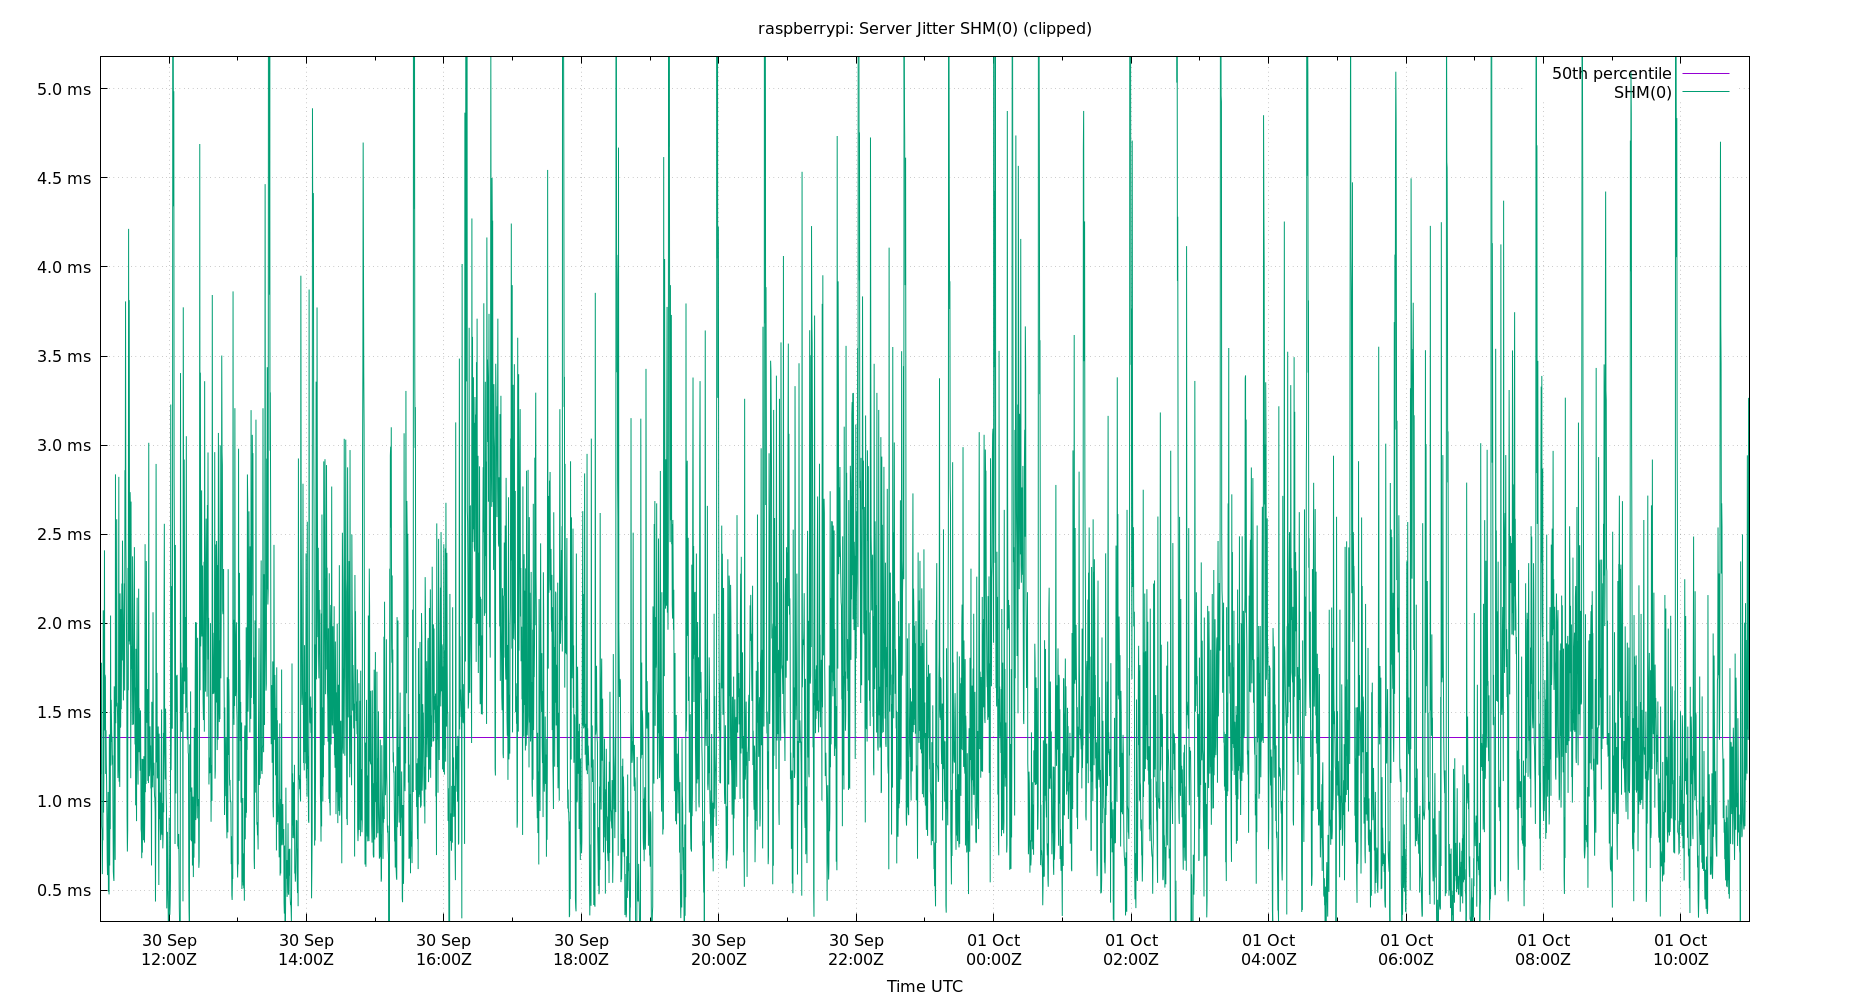 raspberrypi: Server Jitter SHM(0) (clipped)
50th percentile
SHM(0)
5.0 ms
4.5 ms
4.0 ms
3.5 ms
3.0 ms
2.5 ms
2.0 ms
1.5 ms
1.0 ms
0.5 ms
30 Sep 30 Sep 30 Sep 30 Sep 30 Sep 30 Sep 01 Oct 01 Oct 01 Oct 01 Oct 01 Oct 01 Oct
12:00Z 14:00Z 16:00Z 18:00Z 20:00Z 22:00Z 00:00Z 02:00Z 04:00Z 06:00Z 08:00Z 10:00Z
Time UTC